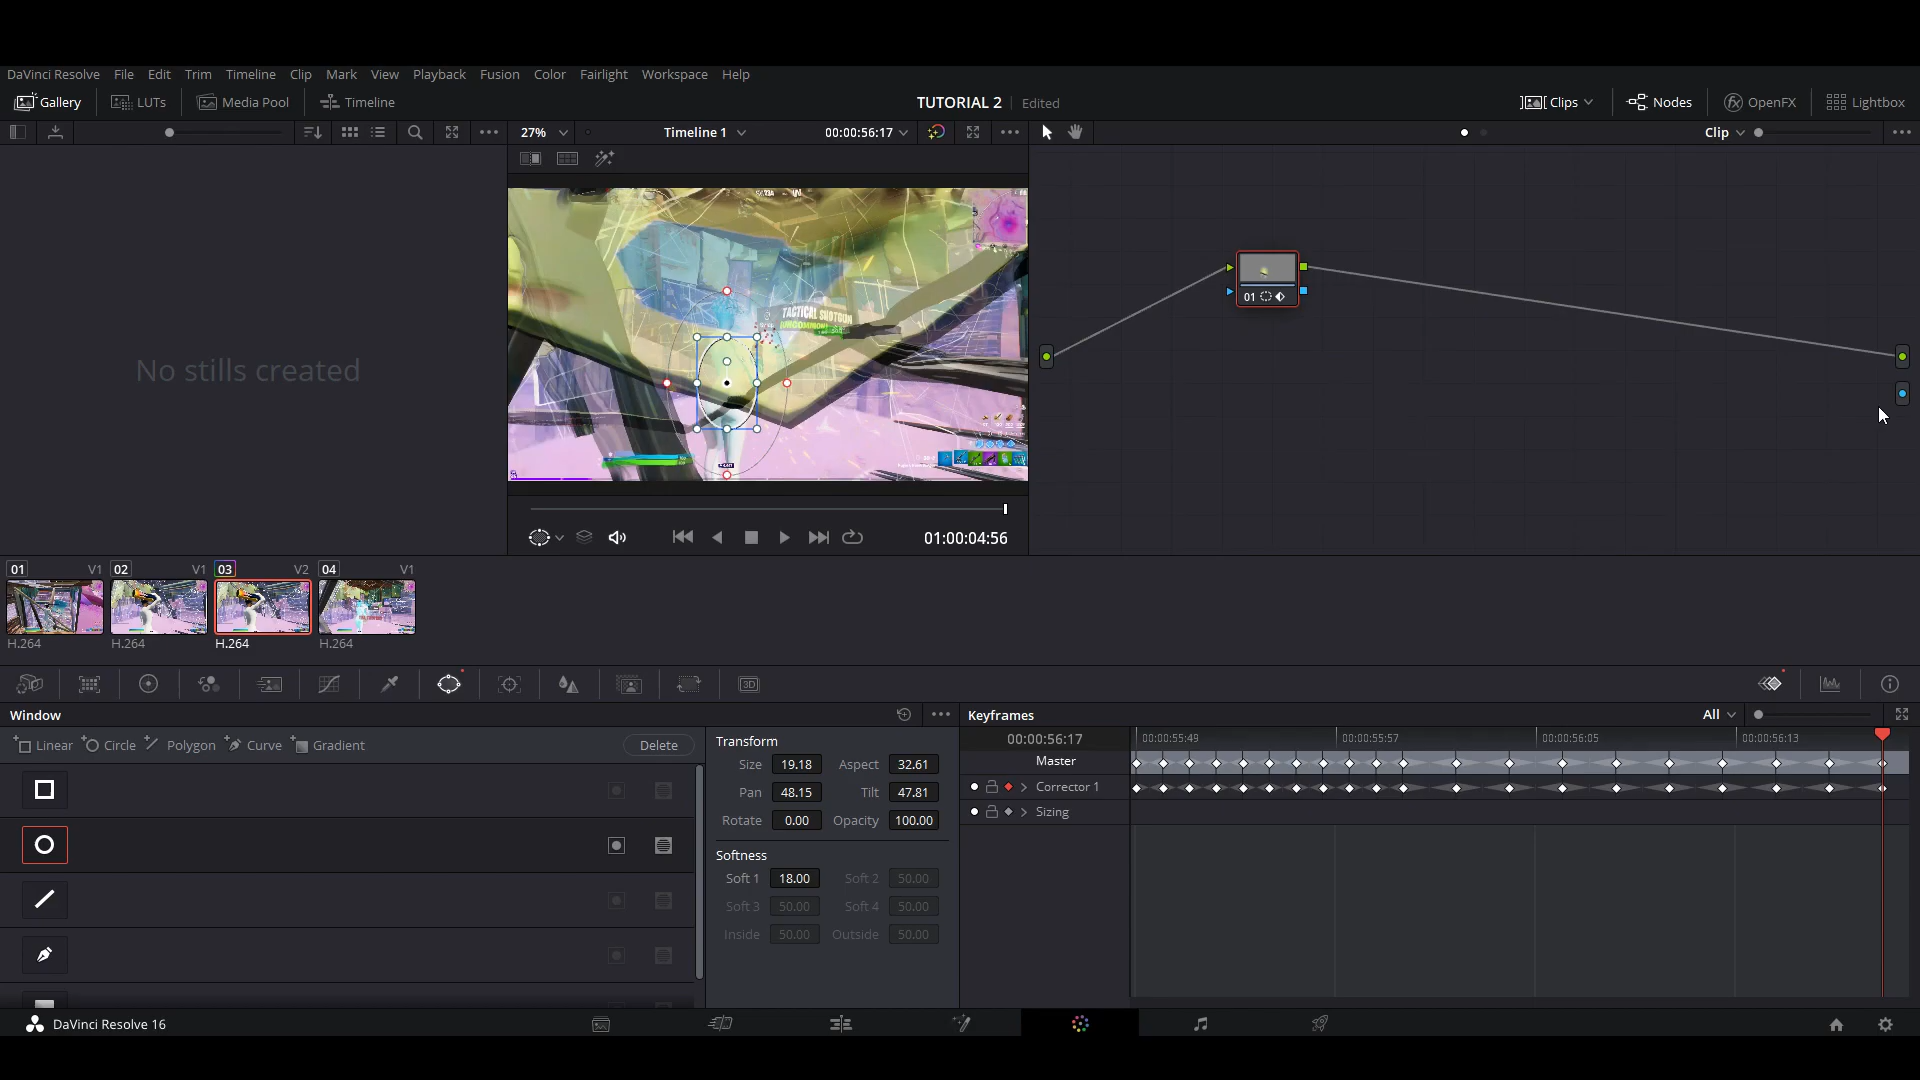 DaVinci Resolve File Edit Trim Timeline Clip Mark View Playback Fusion Color Fairlight Workspace Help
Gallery LUTs Media Pool Timeline TUTORIAL 2 Edited Clips Nodes OpenFX Lightbox
27% Timeline 1 00:00:56:17 Clip
No stills created
TACTICAL SHOTGUN
01
01:00:04:56
01 V1 02 V1 03 V2 04 V1
H.264 H.264 H.264 H.264
3D
Window Keyframes All
Linear Circle Polygon Curve Gradient Delete
Transform
Size 19.18 Aspect 32.61
Pan 48.15 Tilt 47.81
Rotate 0.00 Opacity 100.00
Softness
Soft 1 18.00 Soft 2 50.00
Soft 3 50.00 Soft 4 50.00
Inside 50.00 Outside 50.00
00:00:56:17 00:00:55:49 00:00:55:57 00:00:56:05 00:00:56:13
Master
Corrector 1
Sizing
DaVinci Resolve 16